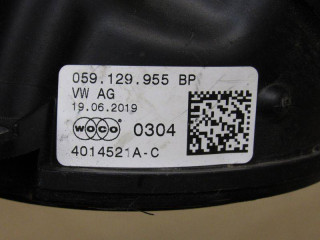 059.129.955 BP
VW AG
19.06.2019
WOCO 0304
4014521A-C